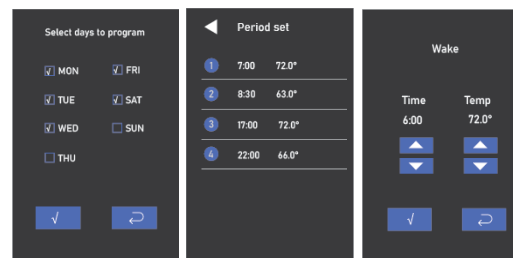 Select days to program
√ MON √ FRI
√ TUE √ SAT
√ WED SUN
THU
√
Period set
1 7:00 72.0°
2 8:30 63.0°
3 17:00 72.0°
4 22:00 66.0°
Wake
Time Temp
6:00 72.0°
√